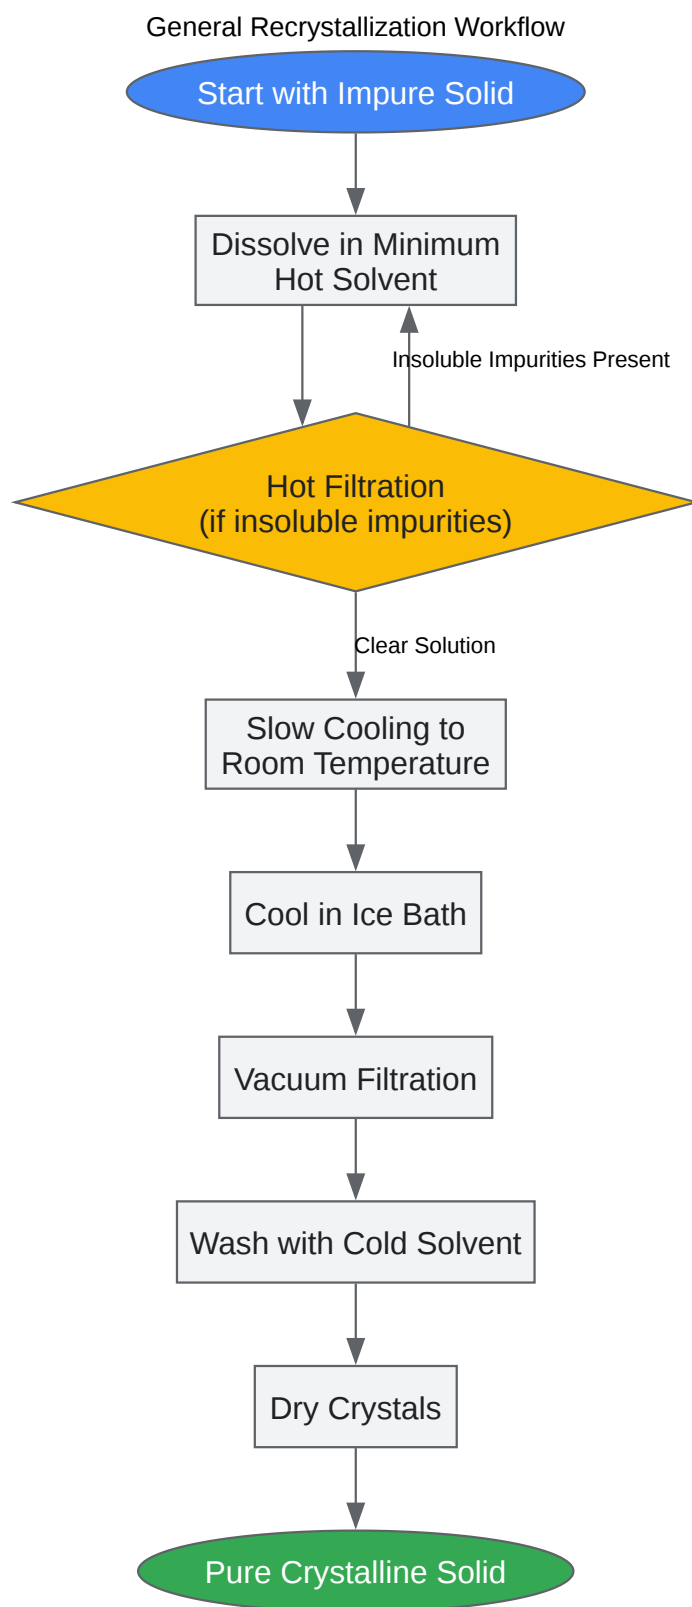 General Recrystallization Workflow
Start with Impure Solid
Dissolve in Minimum
Hot Solvent
Insoluble Impurities Present
Hot Filtration
(if insoluble impurities)
Clear Solution
Slow Cooling to
Room Temperature
Cool in Ice Bath
Vacuum Filtration
Wash with Cold Solvent
Dry Crystals
Pure Crystalline Solid